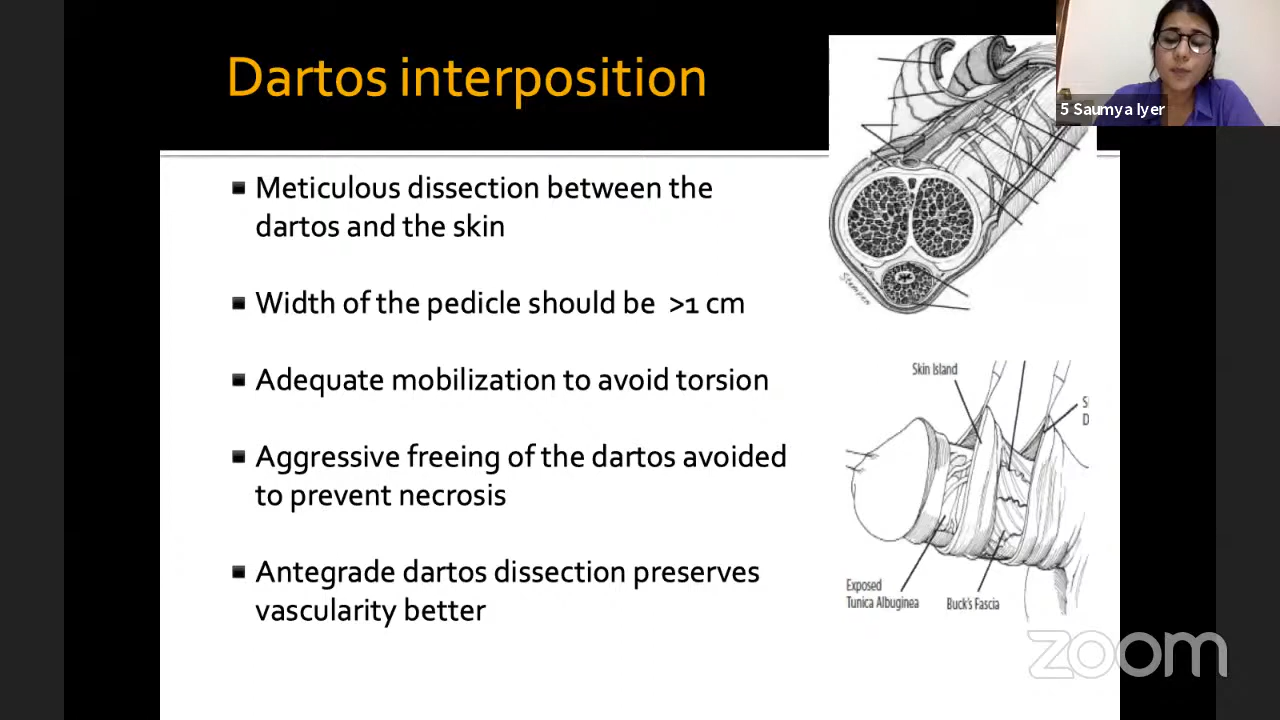 Dartos interposition
5 Saumya Iyer
Meticulous dissection between the
dartos and the skin
Width of the pedicle should be >1 cm
Adequate mobilization to avoid torsion
Aggressive freeing of the dartos avoided
to prevent necrosis
Antegrade dartos dissection preserves
vascularity better
Skin Island
S
D
Exposed
Tunica Albuginea
Buck's Fascia
zoom